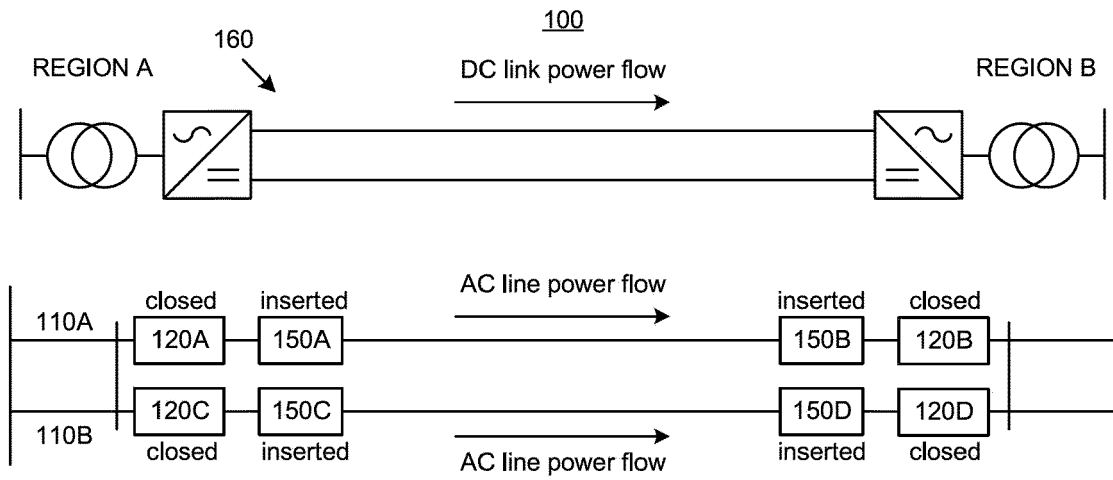 100
160
REGION A
DC link power flow
REGION B
closed
inserted
AC line power flow
inserted
closed
110A
120A
150A
150B
120B
120C
150C
150D
120D
110B
closed
inserted
AC line power flow
inserted
closed